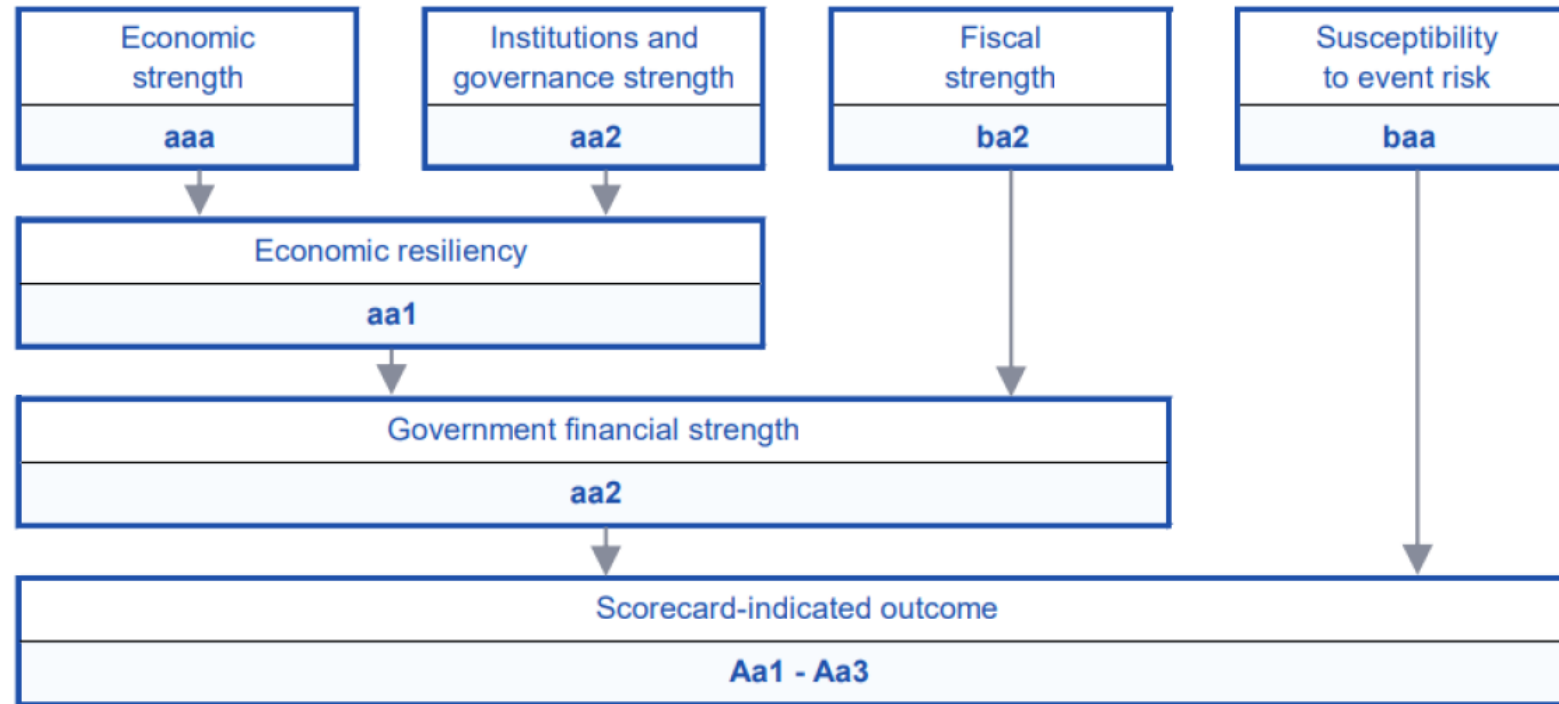 Economic
strength
aaa
Institutions and
governance strength
aa2
Fiscal
strength
ba2
Susceptibility
to event risk
baa
Economic resiliency
aa1
Government financial strength
aa2
Scorecard-indicated outcome
Aa1 - Aa3